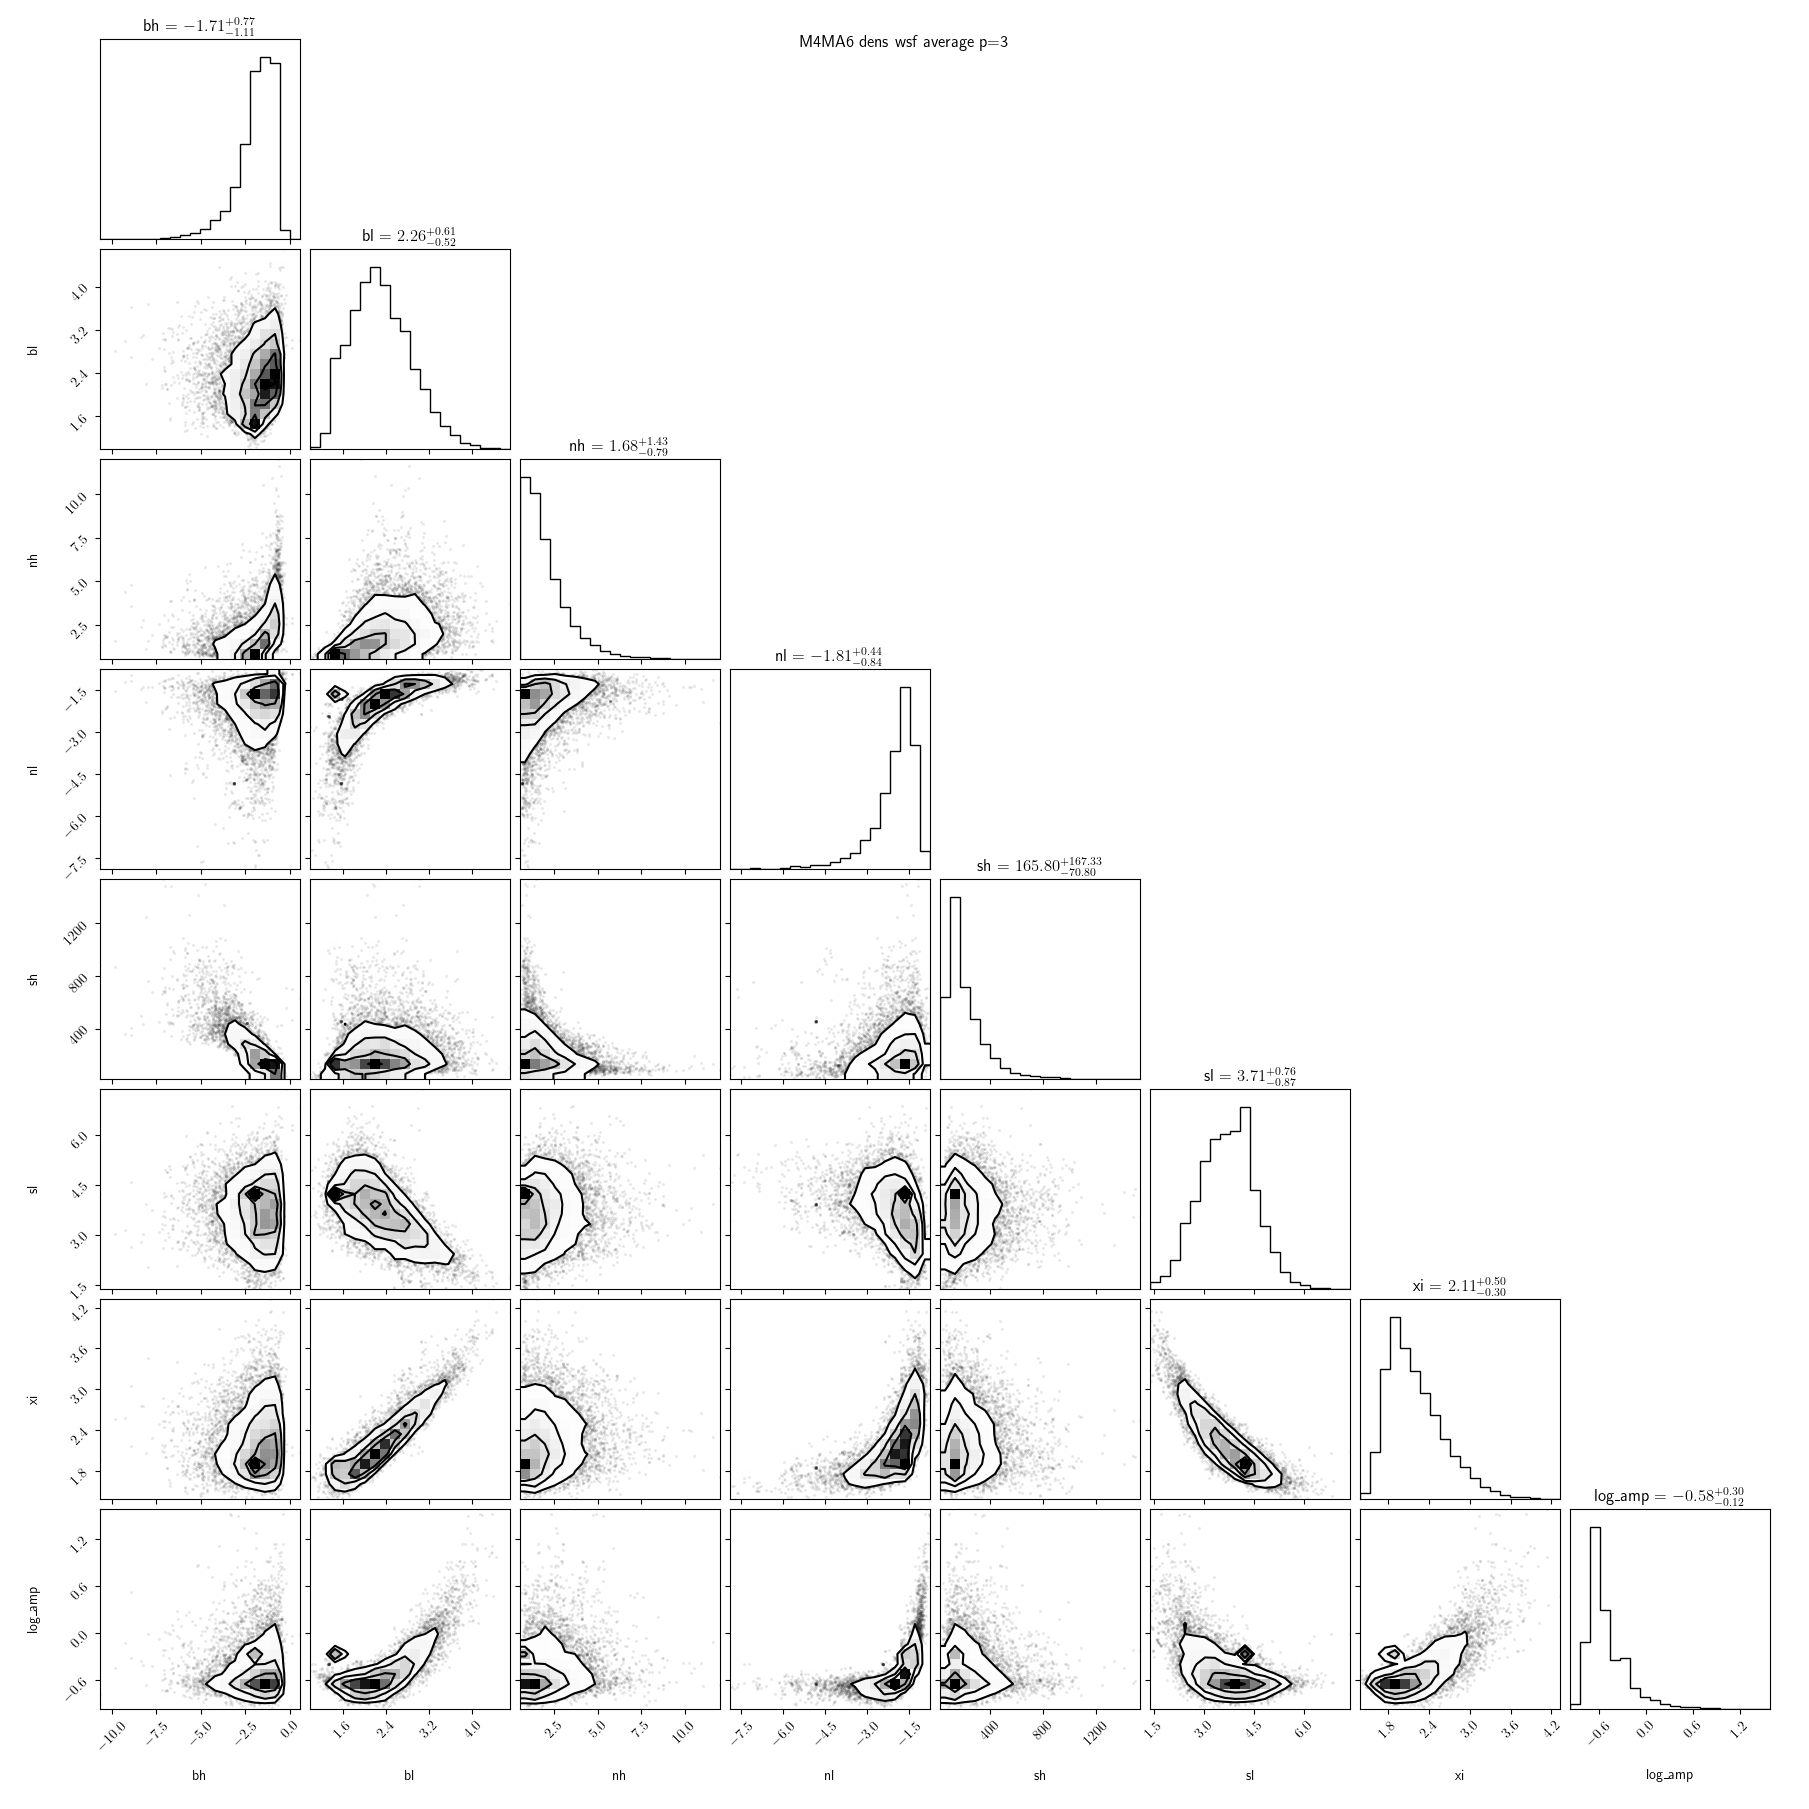 M4MA6 dens wsf average p=3
bh = −1.71^{+0.77}_{−1.11}
bl = 2.26^{+0.61}_{−0.52}
4.0
3.2
2.4
1.6
bl
nh = 1.68^{+1.43}_{−0.79}
10.0
7.5
5.0
2.5
nh
nl = −1.81^{+0.44}_{−0.84}
−1.5
−3.0
−4.5
−6.0
−7.5
nl
sh = 165.80^{+167.33}_{−70.80}
1200
800
400
sh
sl = 3.71^{+0.76}_{−0.87}
6.0
4.5
3.0
1.5
sl
xi = 2.11^{+0.50}_{−0.30}
4.2
3.6
3.0
2.4
1.8
xi
log_amp = −0.58^{+0.30}_{−0.12}
1.2
0.6
0.0
−0.6
log_amp
−10.0 −7.5 −5.0 −2.5 0.0 1.6 2.4 3.2 4.0 2.5 5.0 7.5 10.0 −7.5 −6.0 −4.5 −3.0 −1.5 400 800 1200 1.5 3.0 4.5 6.0 1.8 2.4 3.0 3.6 4.2 −0.6 0.0 0.6 1.2
bh bl nh nl sh sl xi log_amp